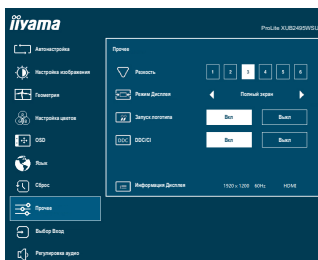 iiyama
ProLite XUB2495WSU
Автонастройка
Настройка изображения
Геометрия
Настройка цветов
OSD
Язык
Сброс
Прочее
Выбор Вход
Регулировка аудио
Прочее
Резкость 1 2 3 4 5 6
Режим Дисплея Полный экран
Запуск логотипа Вкл Выкл
DDC DDC/CI Вкл Выкл
Информация Дисплея 1920 x 1200 60Hz HDMI